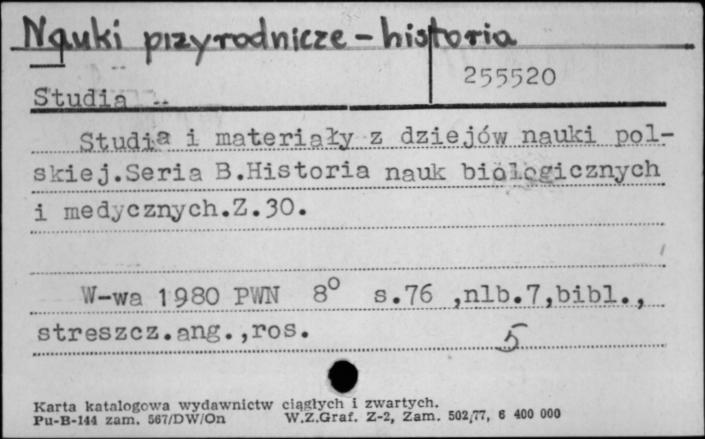 Nauki przyrodnicze - historia
255520
Studia ..
Studia i materiały z dziejów nauki pol-
skiej.Seria B.Historia nauk biologicznych
i medycznych.Z.30.
W-wa 1980 PWN 8° s.76 ,nlb.7,bibl.,
streszcz.ang.,ros.
5
Karta katalogowa wydawnictw ciągłych i zwartych.
Pu-B-144 zam. 567/DW/On W.Z.Graf. Z-2, Zam. 502/77, 6 400 000